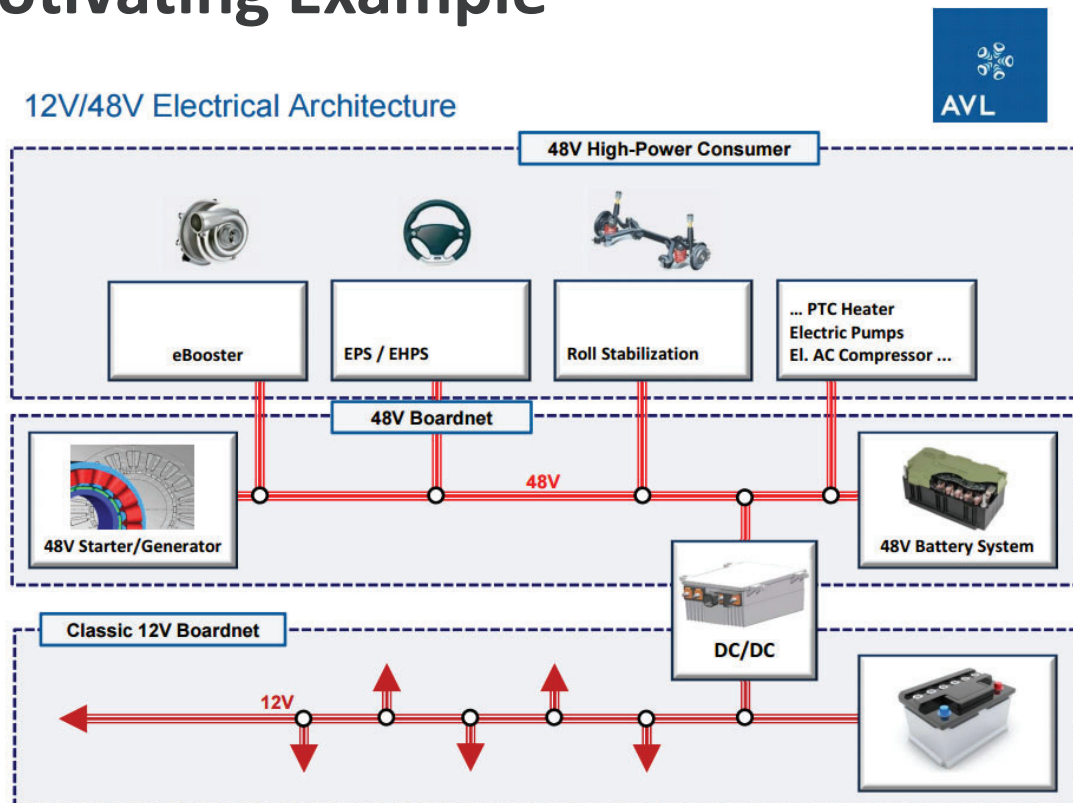 otivating Example
AVL
12V/48V Electrical Architecture
48V High-Power Consumer
eBooster
EPS / EHPS
Roll Stabilization
... PTC Heater
Electric Pumps
El. AC Compressor ...
48V Boardnet
48V
48V Starter/Generator
48V Battery System
DC/DC
Classic 12V Boardnet
12V